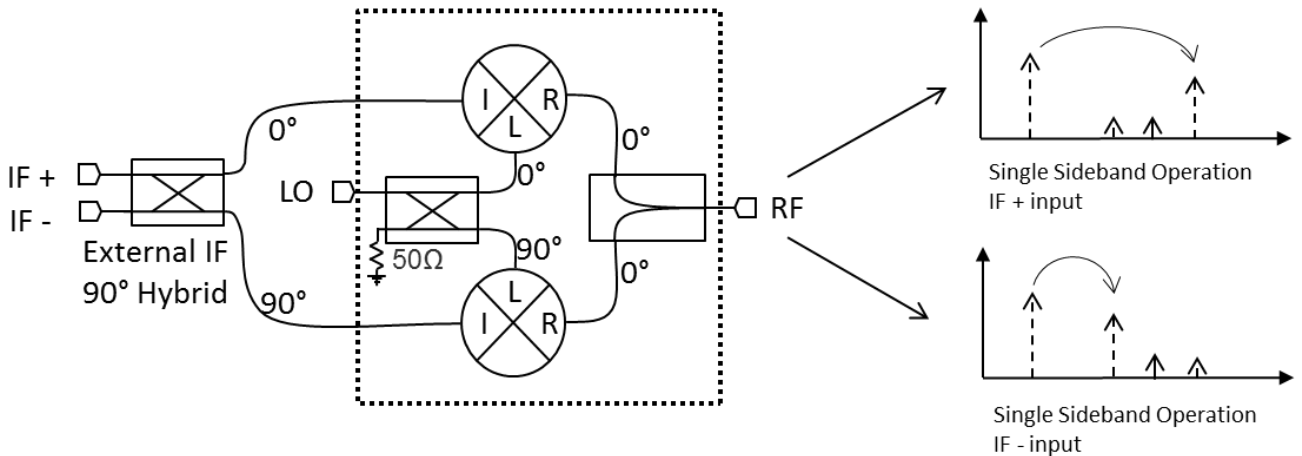 IF +
IF -
External IF
90° Hybrid
0°
90°
LO
50Ω
I
R
L
0°
90°
L
I
R
0°
0°
RF
Single Sideband Operation
IF + input
Single Sideband Operation
IF - input